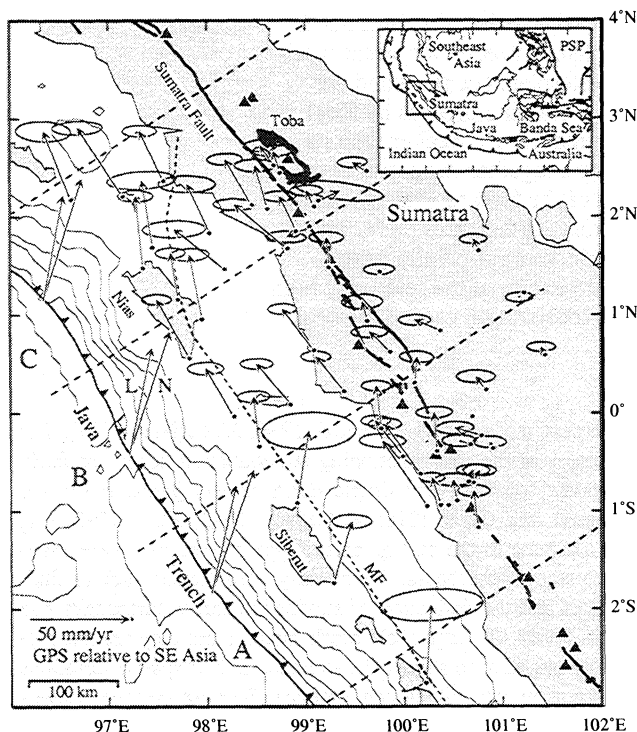 4°N
3°N
2°N
1°N
0°
1°S
2°S
97°E
98°E
99°E
100°E
101°E
102°E
Southeast
Asia
PSP
Sumatra
Java
Banda Sea
Indian Ocean
Australia
Sumatra Fault
Toba
Sumatra
Nias
C
L
N
Java
B
Siberut
MF
Trench
A
50 mm/yr
GPS relative to SE Asia
100 km